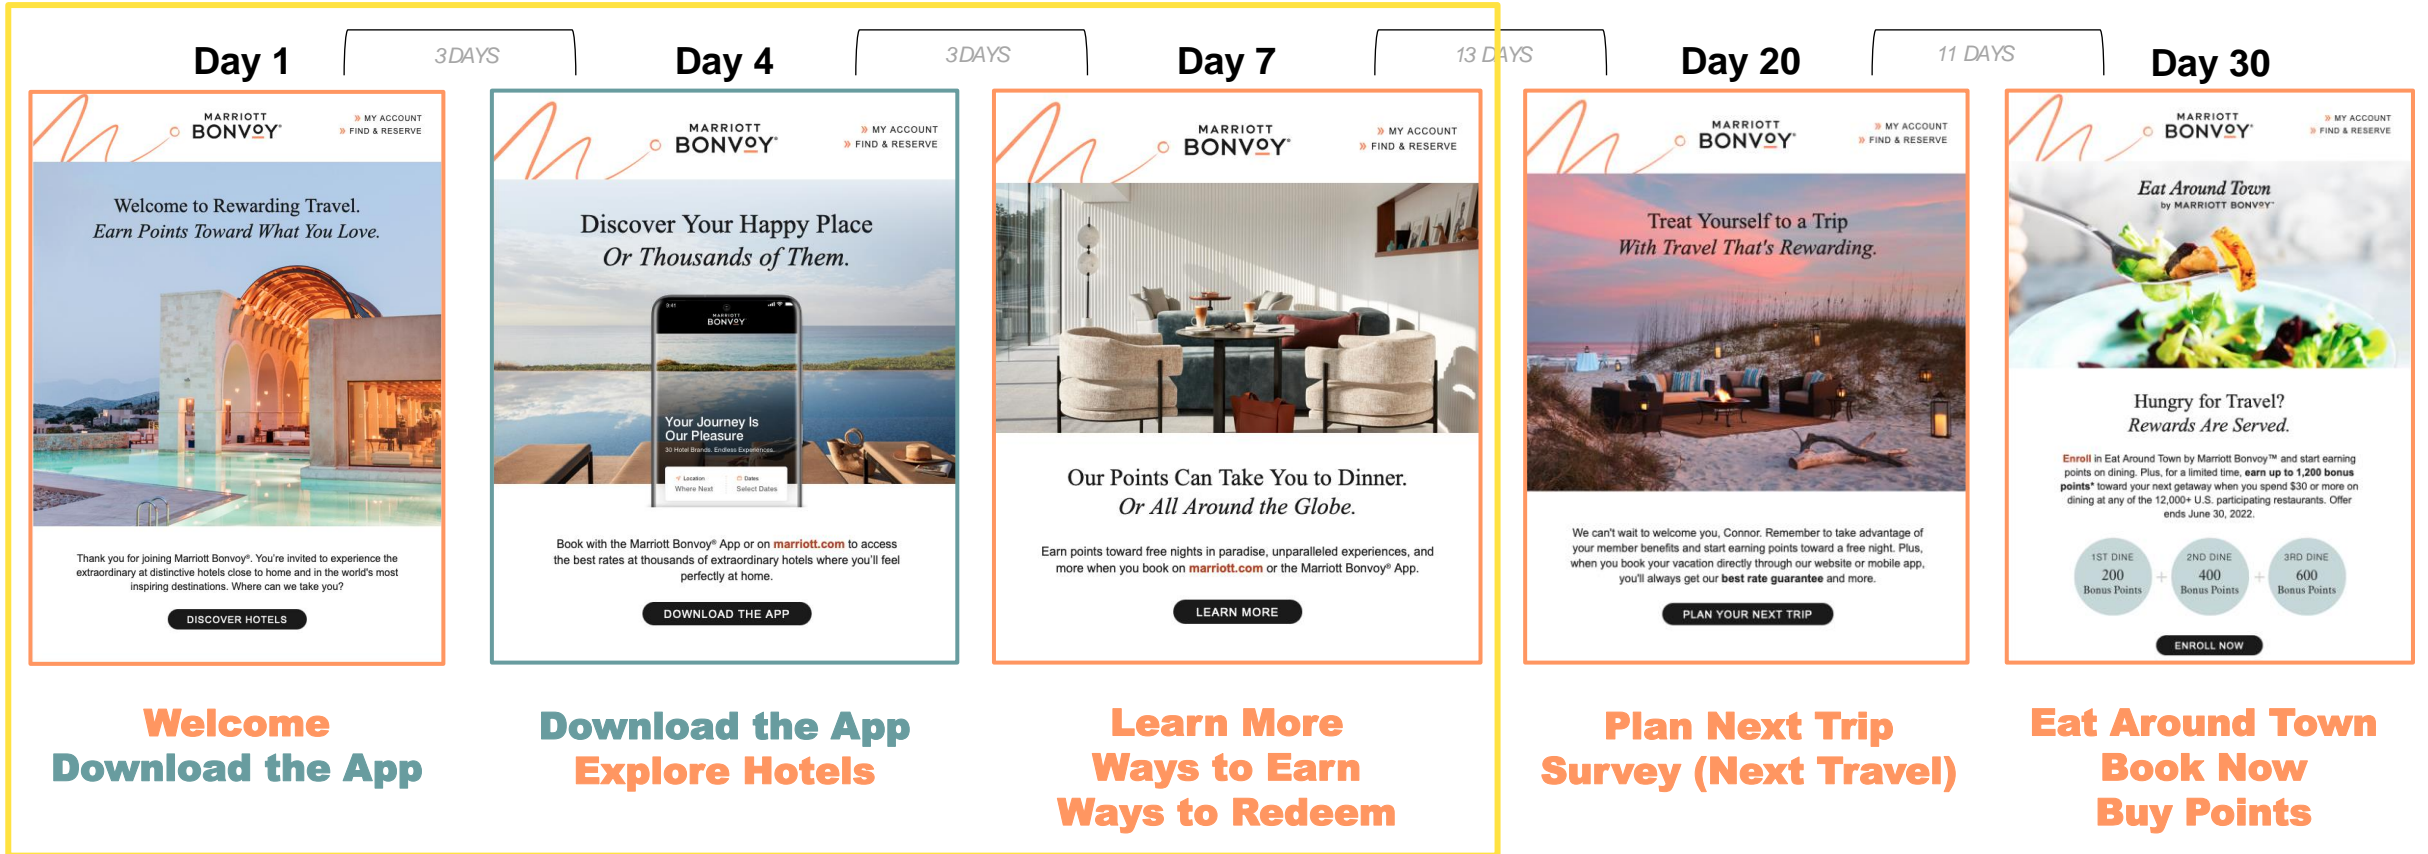 Day 1
3 DAYS
Day 4
3 DAYS
Day 7
13 DAYS
Day 20
11 DAYS
Day 30
MARRIOTT
BONVOY®
» MY ACCOUNT
» FIND & RESERVE
Welcome to Rewarding Travel.
Earn Points Toward What You Love.
Thank you for joining Marriott Bonvoy®. You're invited to experience the
extraordinary at distinctive hotels close to home and in the world's most
inspiring destinations. Where can we take you?
DISCOVER HOTELS
Welcome
Download the App
MARRIOTT
BONVOY®
» MY ACCOUNT
» FIND & RESERVE
Discover Your Happy Place
Or Thousands of Them.
9:41
MARRIOTT
BONVOY
Your Journey Is
Our Pleasure
30 Hotel Brands. Endless Experiences.
Location
Where Next
Dates
Select Dates
Book with the Marriott Bonvoy® App or on marriott.com to access
the best rates at thousands of extraordinary hotels where you'll feel
perfectly at home.
DOWNLOAD THE APP
Download the App
Explore Hotels
MARRIOTT
BONVOY®
» MY ACCOUNT
» FIND & RESERVE
Our Points Can Take You to Dinner.
Or All Around the Globe.
Earn points toward free nights in paradise, unparalleled experiences, and
more when you book on marriott.com or the Marriott Bonvoy® App.
LEARN MORE
Learn More
Ways to Earn
Ways to Redeem
MARRIOTT
BONVOY®
» MY ACCOUNT
» FIND & RESERVE
Treat Yourself to a Trip
With Travel That's Rewarding.
We can't wait to welcome you, Connor. Remember to take advantage of
your member benefits and start earning points toward a free night. Plus,
when you book your vacation directly through our website or mobile app,
you'll always get our best rate guarantee and more.
PLAN YOUR NEXT TRIP
Plan Next Trip
Survey (Next Travel)
MARRIOTT
BONVOY®
» MY ACCOUNT
» FIND & RESERVE
Eat Around Town
by MARRIOTT BONVOY™
Hungry for Travel?
Rewards Are Served.
Enroll in Eat Around Town by Marriott Bonvoy™ and start earning
points on dining. Plus, for a limited time, earn up to 1,200 bonus
points* toward your next getaway when you spend $30 or more on
dining at any of the 12,000+ U.S. participating restaurants. Offer
ends June 30, 2022.
1ST DINE
200
Bonus Points
+
2ND DINE
400
Bonus Points
+
3RD DINE
600
Bonus Points
ENROLL NOW
Eat Around Town
Book Now
Buy Points